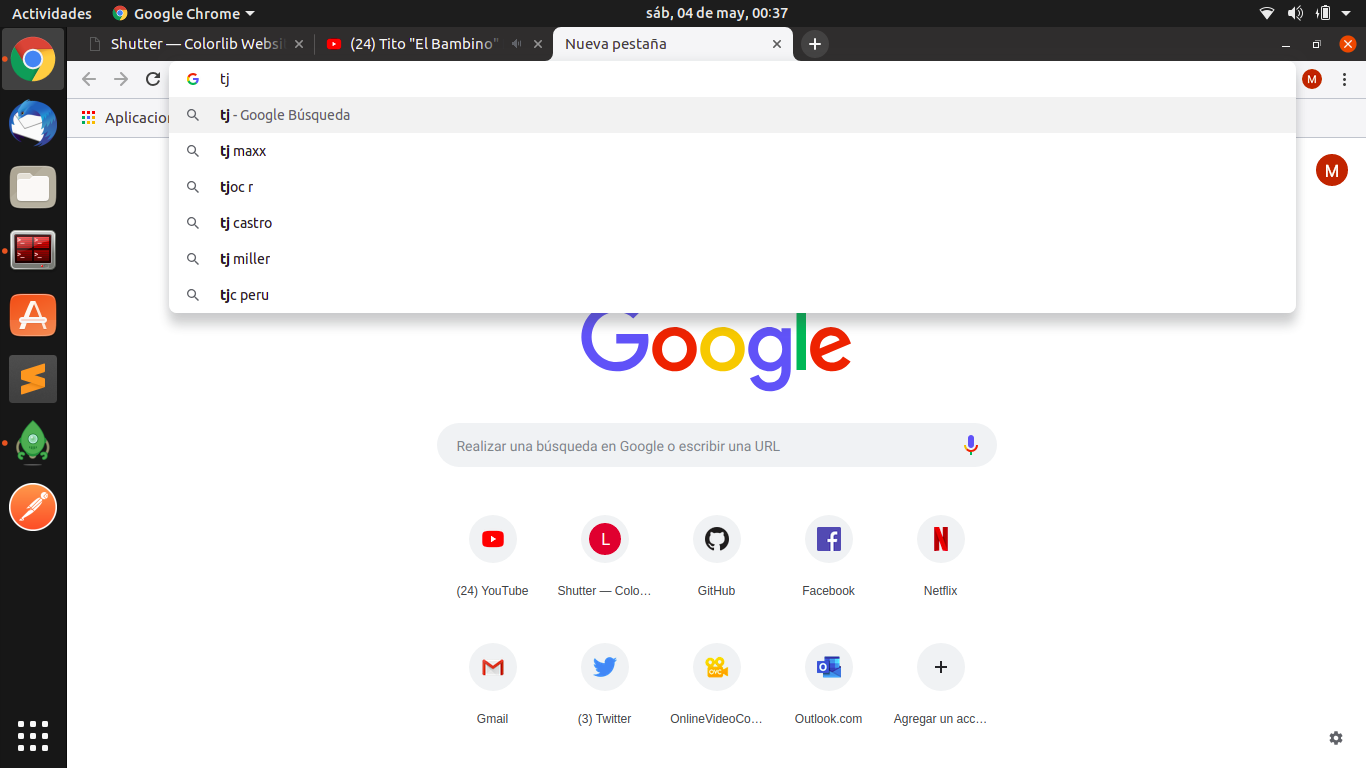 Actividades Google Chrome sáb, 04 de may, 00:37
Shutter — Colorlib Websi (24) Tito "El Bambino" Nueva pestaña
tj M
Aplicacion
tj - Google Búsqueda
tj maxx
tjoc r
tj castro
tj miller
tjc peru
M
Google
Realizar una búsqueda en Google o escribir una URL
L
(24) YouTube Shutter — Colo... GitHub Facebook Netflix
Gmail (3) Twitter OnlineVideoCo... Outlook.com Agregar un acc...